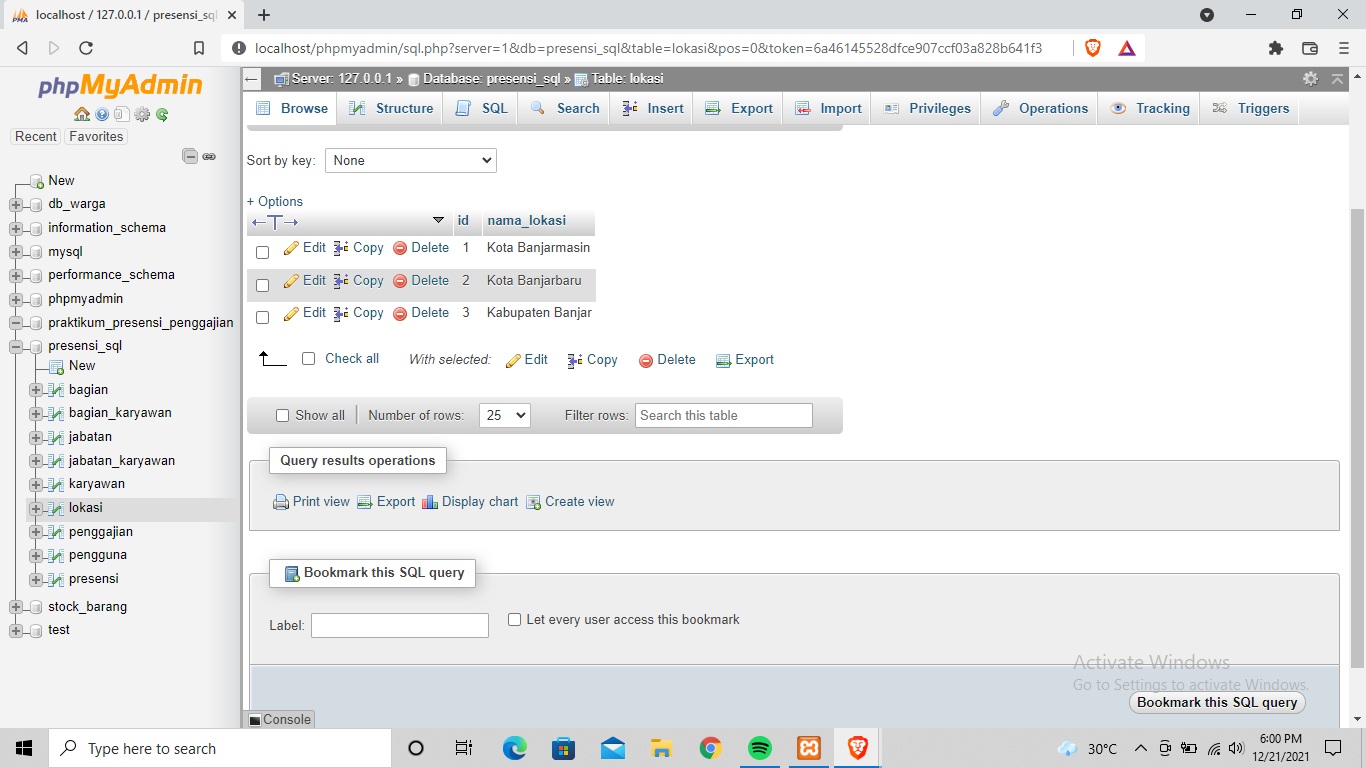 localhost / 127.0.0.1 / presensi_sql
localhost/phpmyadmin/sql.php?server=1&db=presensi_sql&table=lokasi&pos=0&token=6a46145528dfce907ccf03a828b641f3
phpMyAdmin
Recent Favorites
New
db_warga
information_schema
mysql
performance_schema
phpmyadmin
praktikum_presensi_penggajian
presensi_sql
New
bagian
bagian_karyawan
jabatan
jabatan_karyawan
karyawan
lokasi
penggajian
pengguna
presensi
stock_barang
test
Server: 127.0.0.1 » Database: presensi_sql » Table: lokasi
Browse Structure SQL Search Insert Export Import Privileges Operations Tracking Triggers
Sort by key: None
+ Options
←T→ id nama_lokasi
Edit Copy Delete 1 Kota Banjarmasin
Edit Copy Delete 2 Kota Banjarbaru
Edit Copy Delete 3 Kabupaten Banjar
Check all With selected: Edit Copy Delete Export
Show all Number of rows: 25 Filter rows: Search this table
Query results operations
Print view Export Display chart Create view
Bookmark this SQL query
Label: Let every user access this bookmark
Activate Windows
Go to Settings to activate Windows.
Bookmark this SQL query
Console
Type here to search
30°C
6:00 PM
12/21/2021